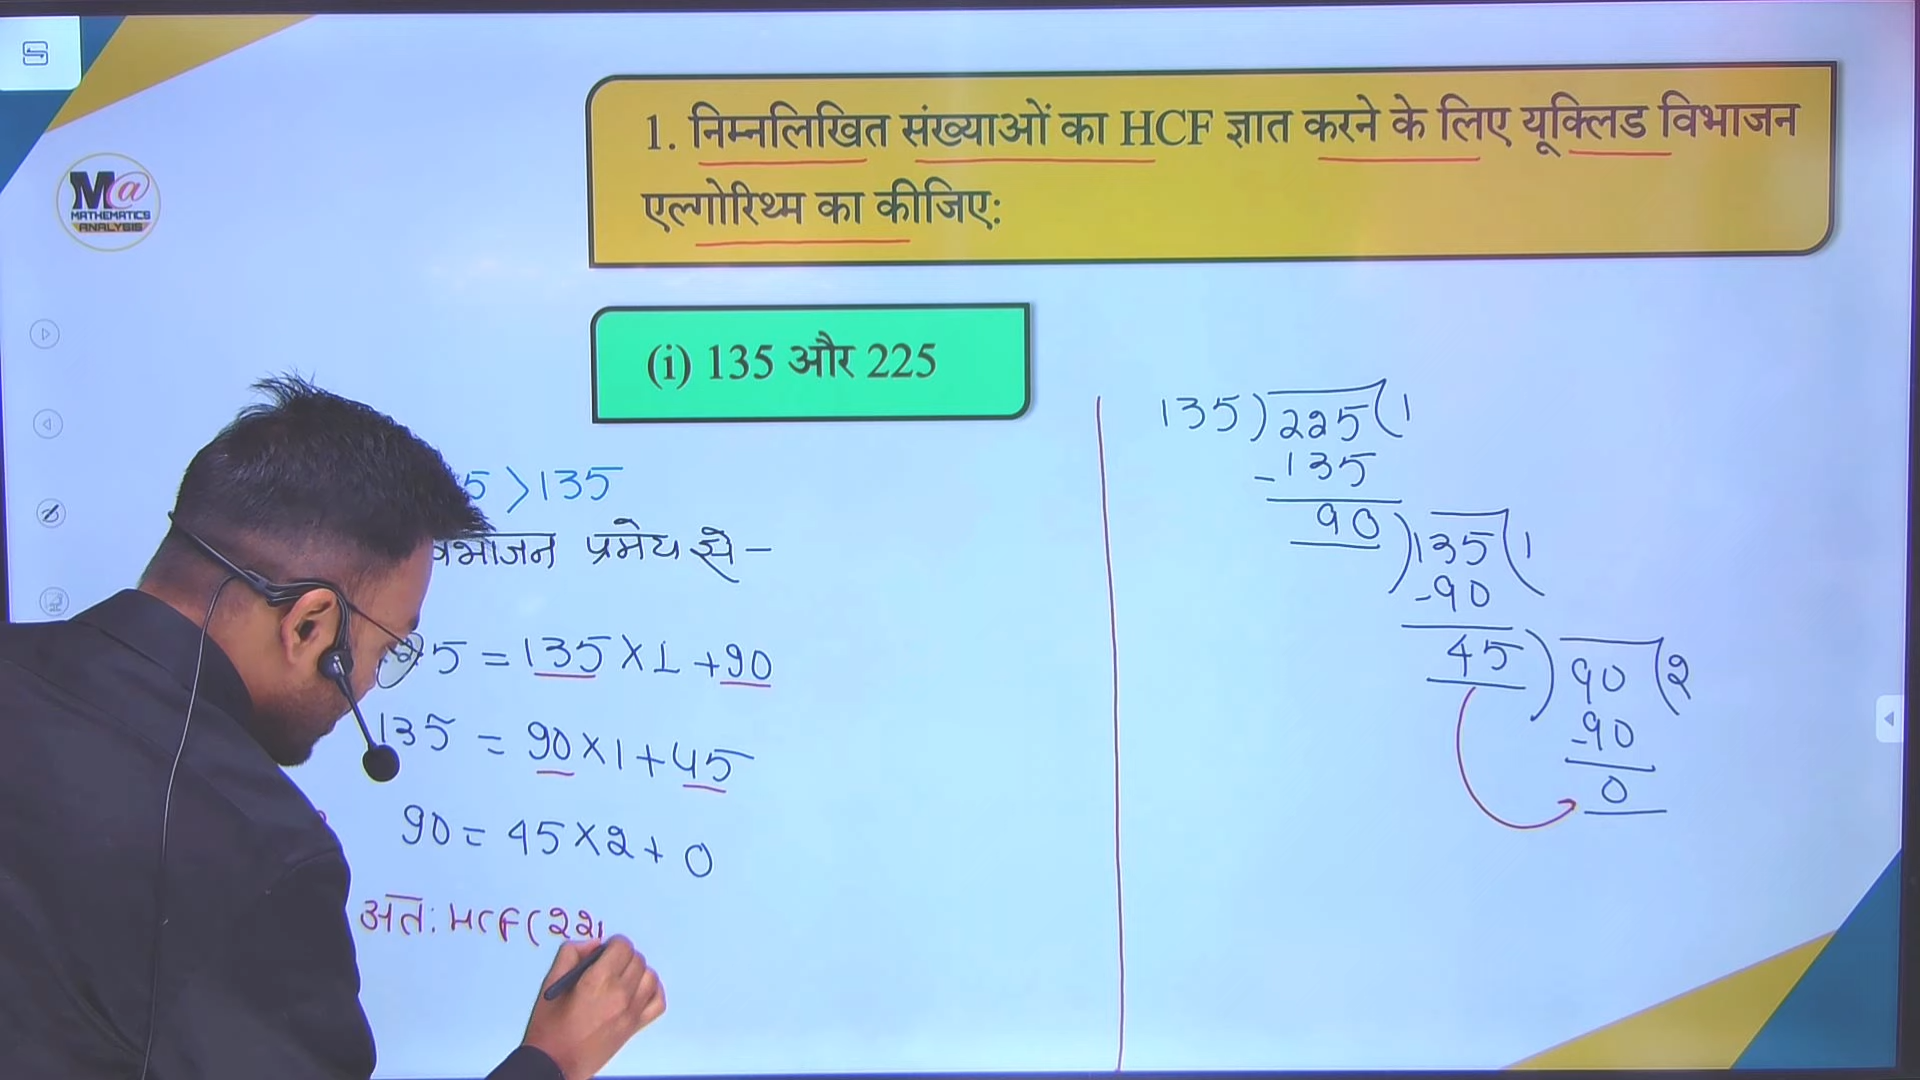 M@
MATHEMATICS
ANALYSIS
1. निम्नलिखित संख्याओं का HCF ज्ञात करने के लिए यूक्लिड विभाजन
एल्गोरिथ्म का कीजिए:
(i) 135 और 225
5 > 135
प्रमेय से -
5 = 135 × 1 + 90
135 = 90 × 1 + 45
90 = 45 × 2 + 0
अत: HCF (22
135 ) 225 ( 1
- 135
90 ) 135 ( 1
- 90
45 ) 90 ( 2
- 90
0